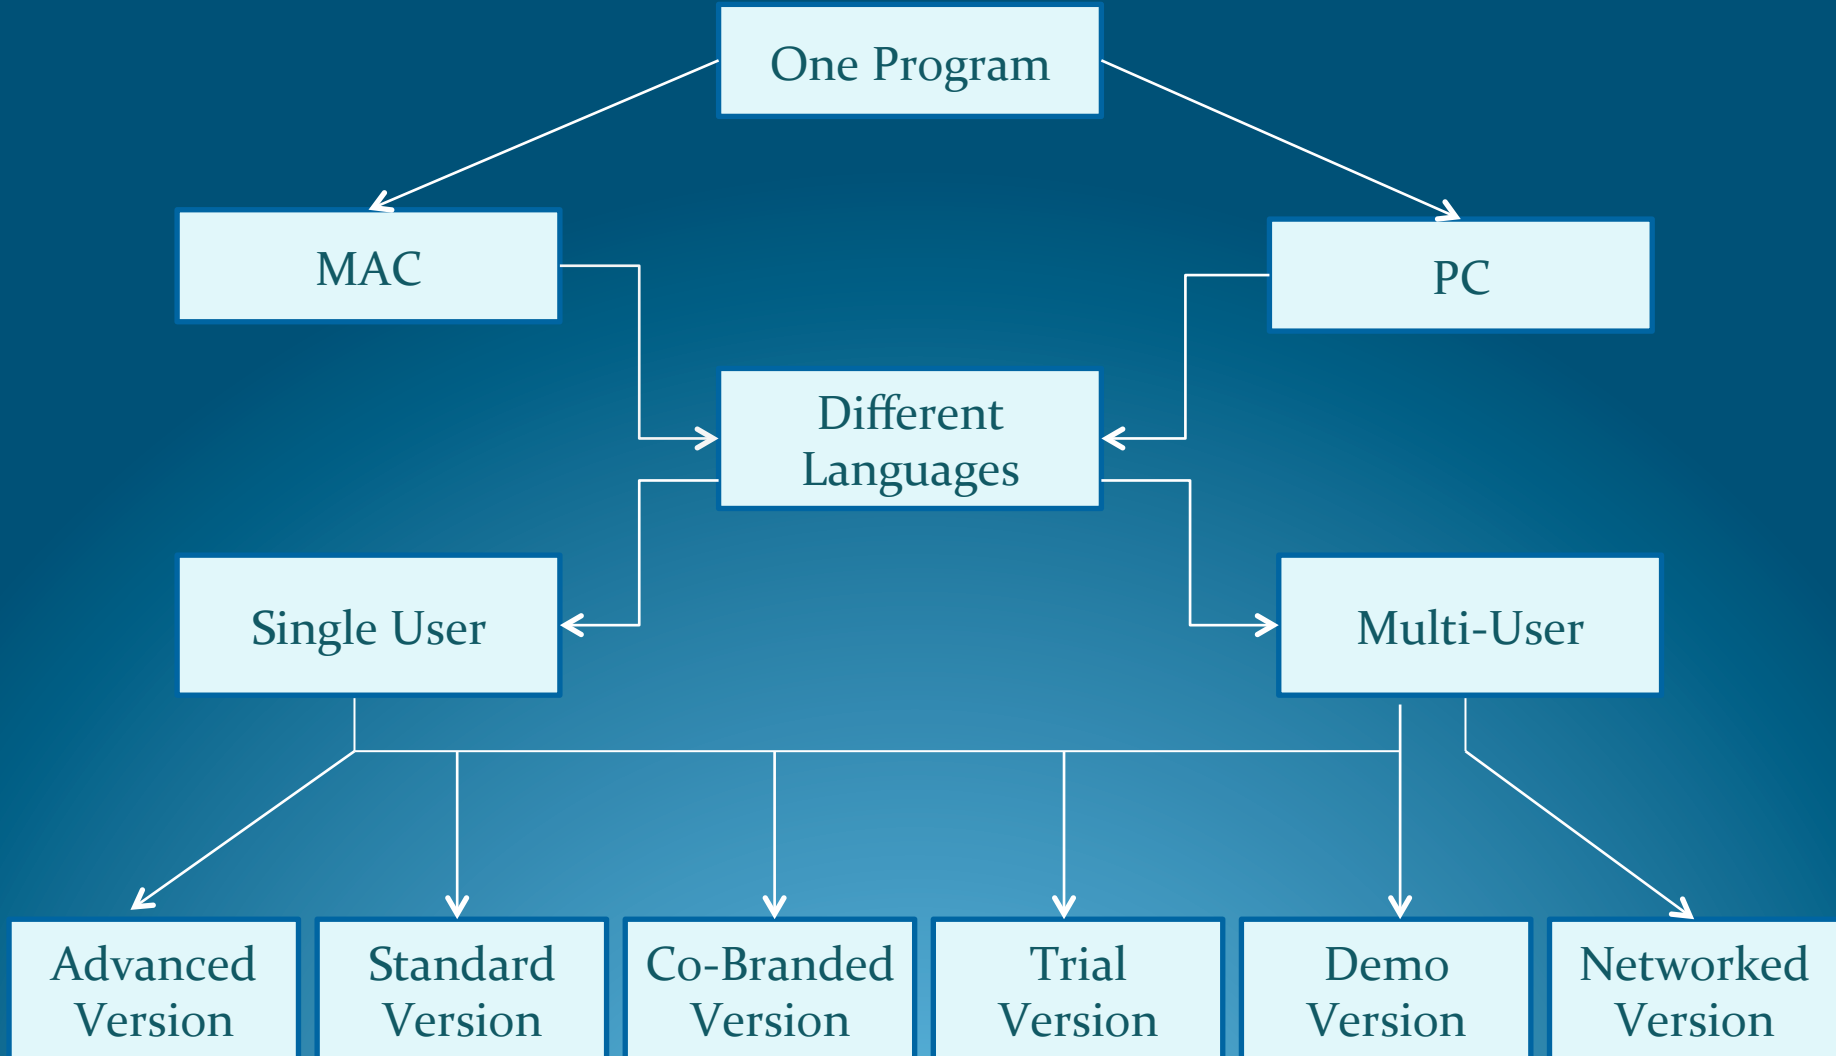 One Program
MAC
PC
Different
Languages
Single User
Multi-User
Advanced
Version
Standard
Version
Co-Branded
Version
Trial
Version
Demo
Version
Networked
Version